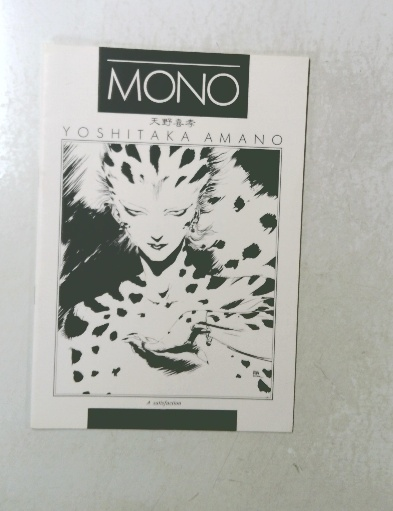 MONO
天野喜孝
YOSHITAKA AMANO
A satisfaction